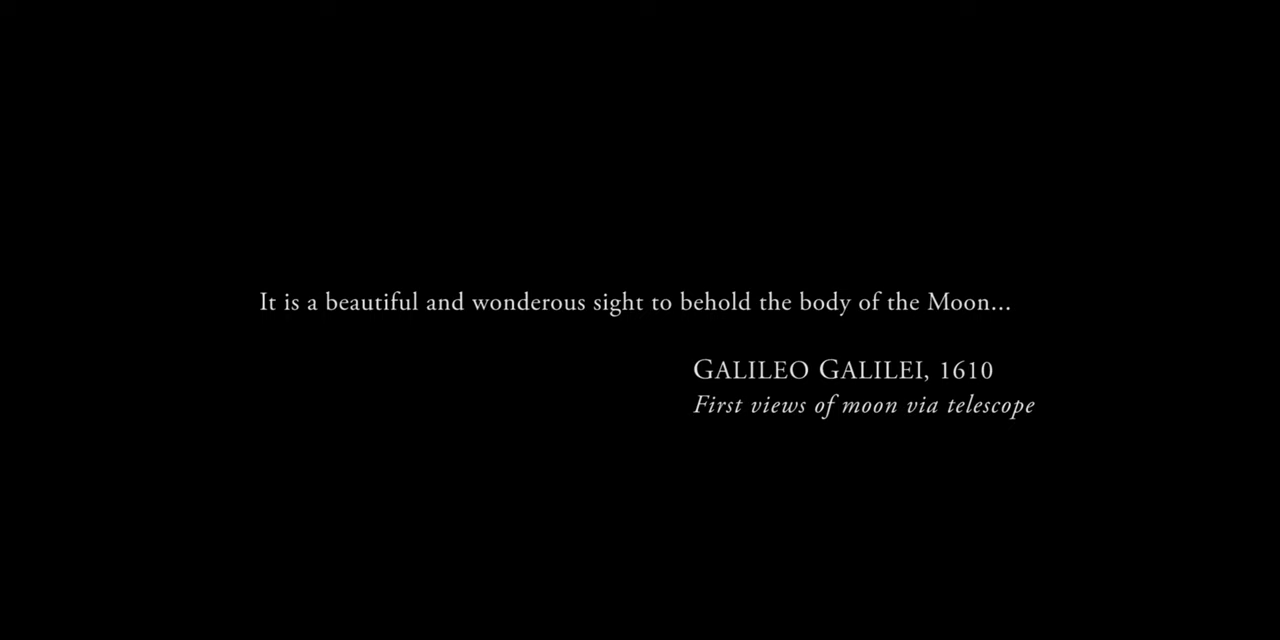 It is a beautiful and wonderous sight to behold the body of the Moon...
GALILEO GALILEI, 1610
First views of moon via telescope